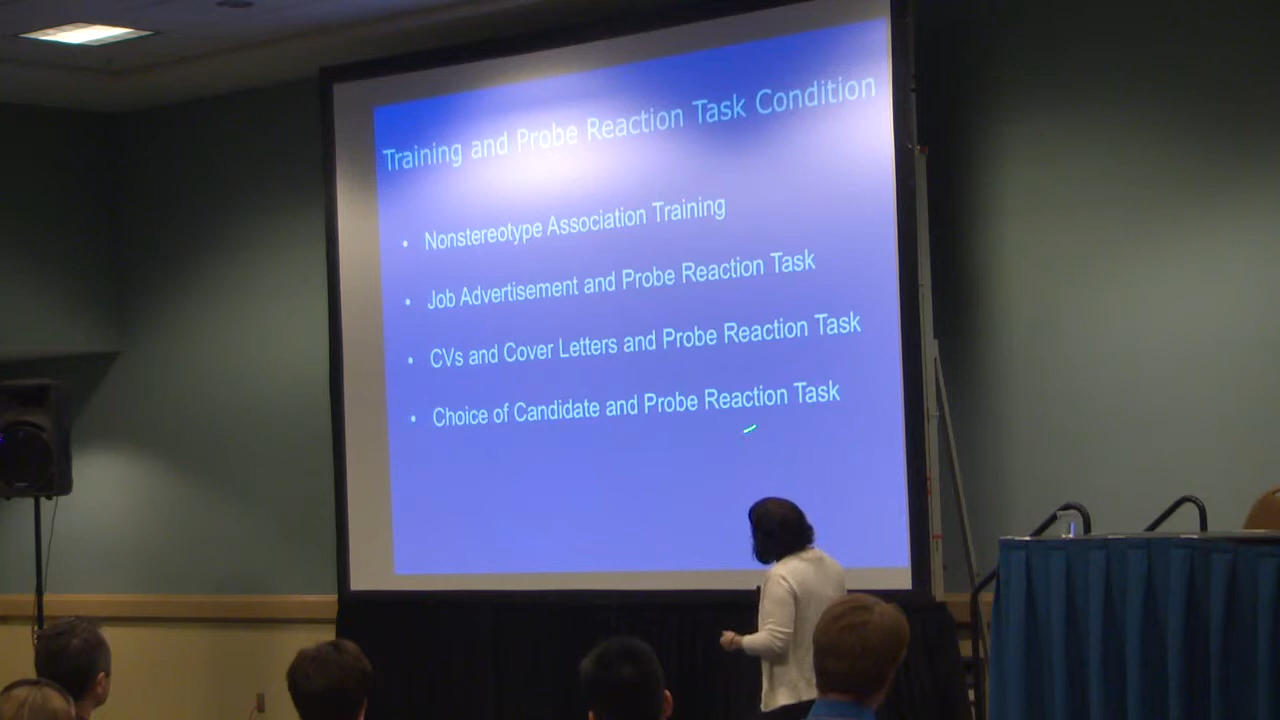 Training and Probe Reaction Task Condition
• Nonstereotype Association Training
• Job Advertisement and Probe Reaction Task
• CVs and Cover Letters and Probe Reaction Task
• Choice of Candidate and Probe Reaction Task